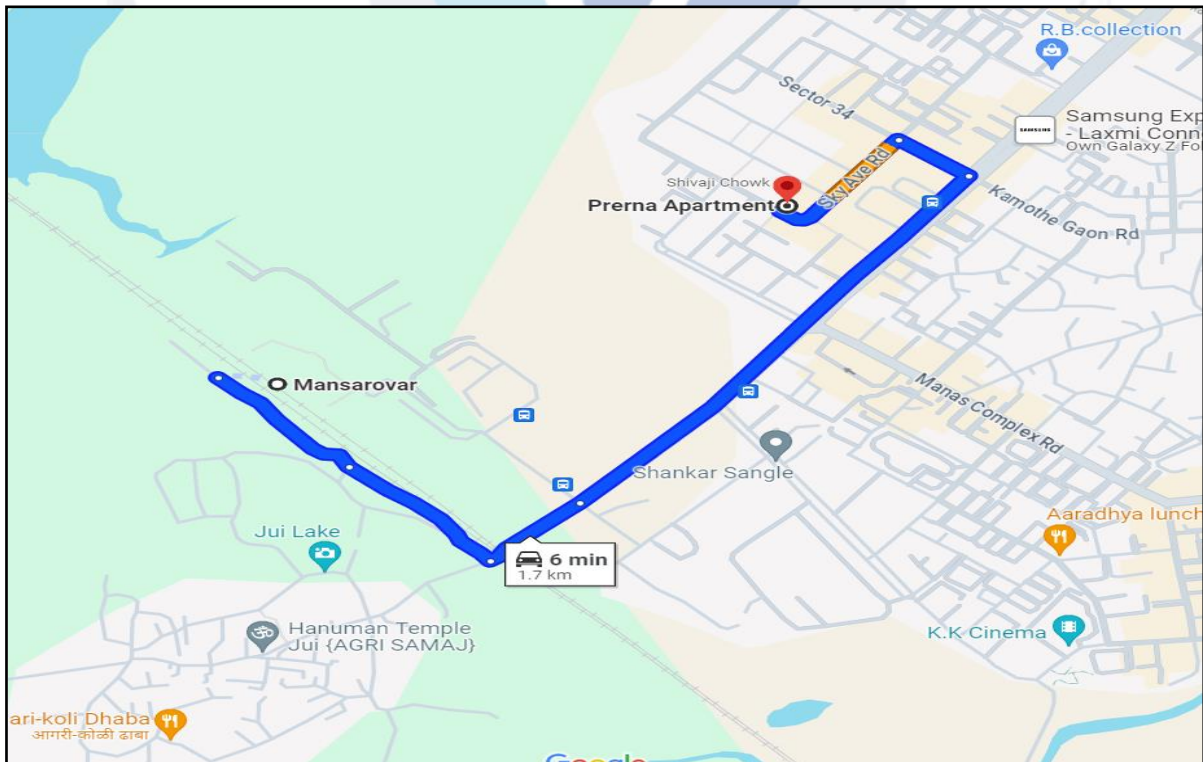 R.B.collection
Sector 34
SAMSUNG
Samsung Exp
- Laxmi Conn
Own Galaxy Z Fol
Sky Ave Rd
Shivaji Chowk
Prerna Apartment
Kamothe Gaon Rd
Mansarovar
Manas Complex Rd
Shankar Sangle
Aaradhya lunch
Jui Lake
6 min
1.7 km
Hanuman Temple
Jui {AGRI SAMAJ}
K.K Cinema
ari-koli Dhaba
आगरी-कोळी ढाबा
Google